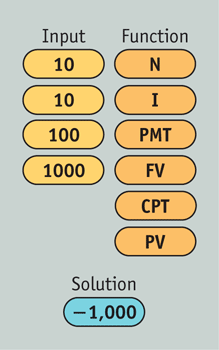 Input Function
10 N
10 I
100 PMT
1000 FV
CPT
PV
Solution
−1,000